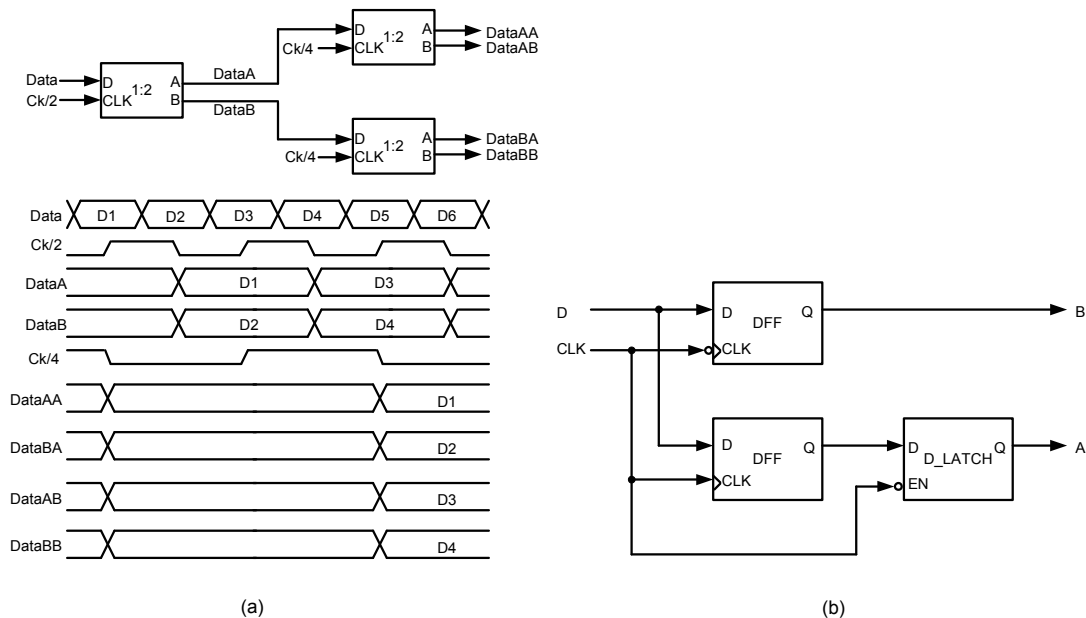 D A DataAA
Ck/4 CLK 1:2 B DataAB
Data D A DataA
Ck/2 CLK 1:2 B DataB
D A DataBA
Ck/4 CLK 1:2 B DataBB
Data D1 D2 D3 D4 D5 D6
Ck/2
DataA D1 D3
DataB D2 D4
Ck/4
DataAA D1
DataBA D2
DataAB D3
DataBB D4
(a)
D D Q B
DFF
CLK CLK
D Q D Q A
DFF D_LATCH
CLK EN
(b)